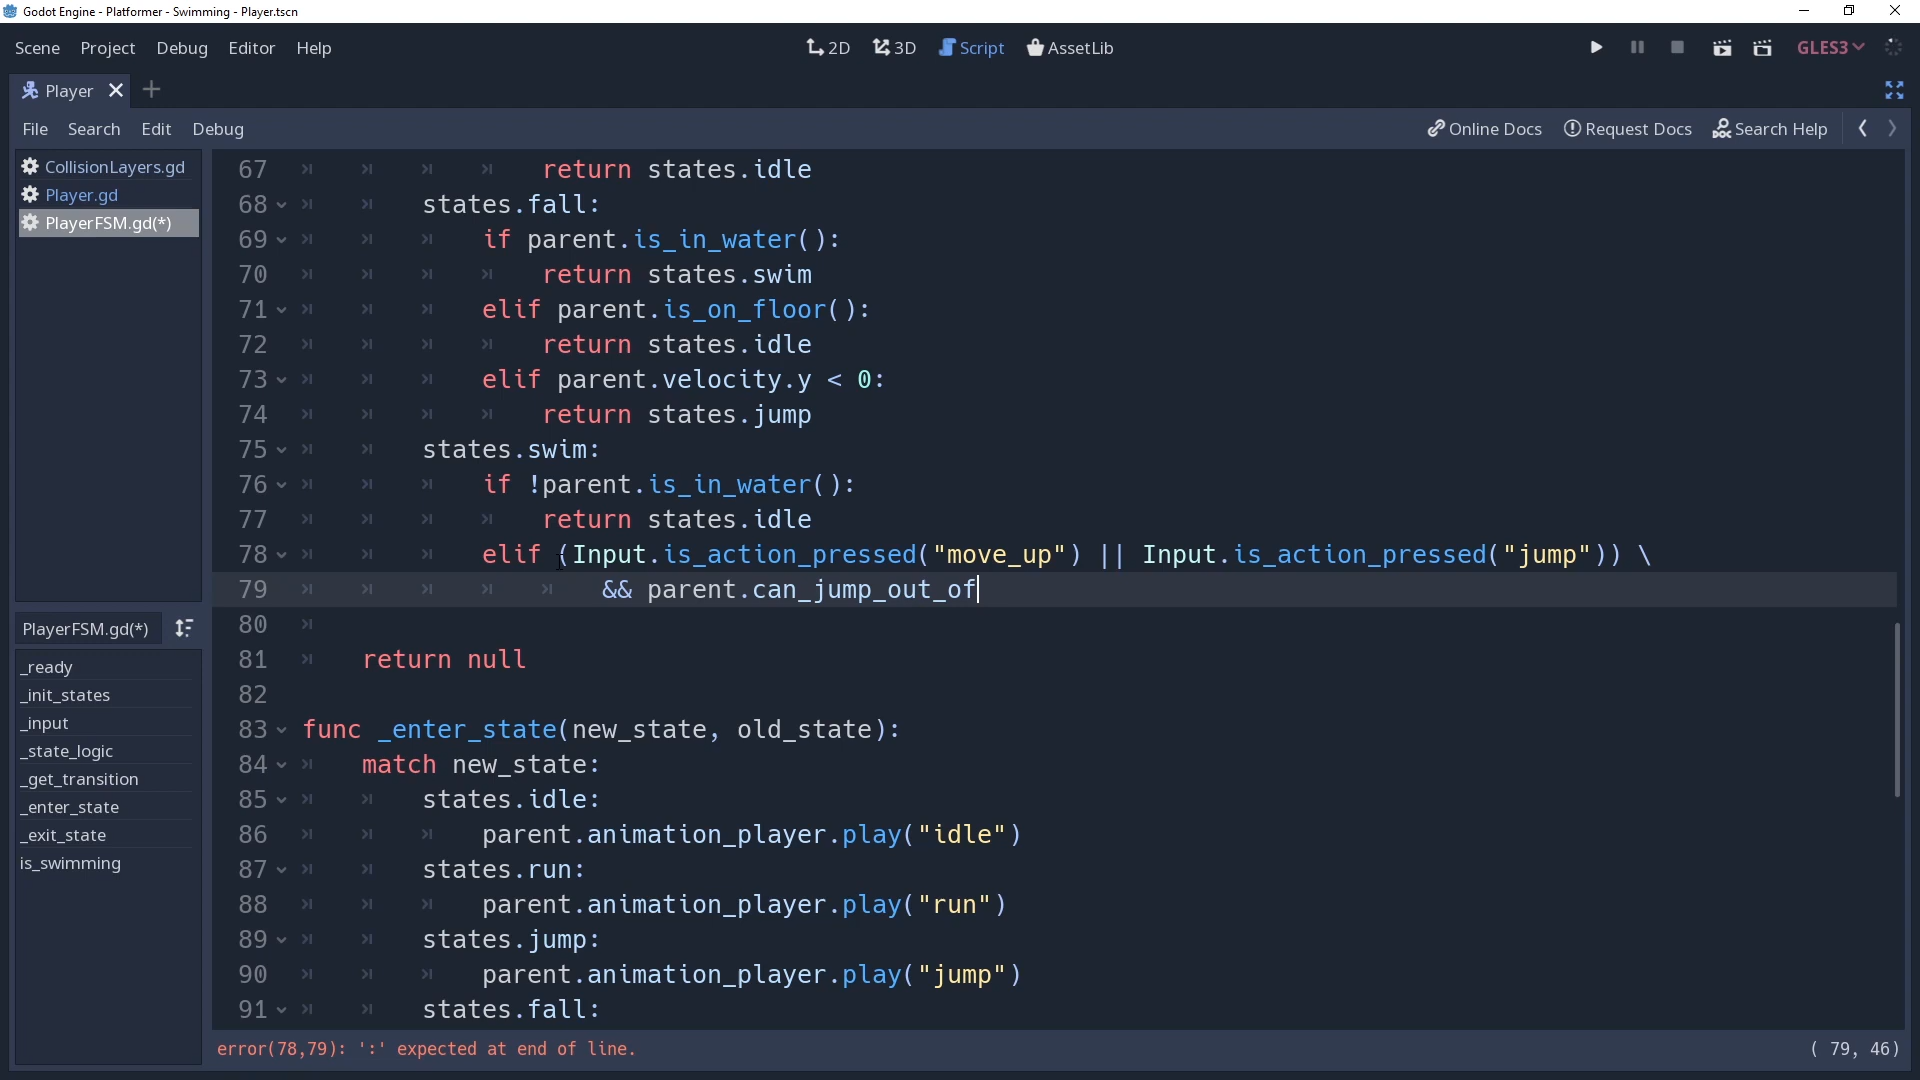 Godot Engine - Platformer - Swimming - Player.tscn
Scene Project Debug Editor Help
2D 3D Script AssetLib
GLES3
Player
File Search Edit Debug
Online Docs Request Docs Search Help
CollisionLayers.gd
Player.gd
PlayerFSM.gd(*)
PlayerFSM.gd(*)
_ready
_init_states
_input
_state_logic
_get_transition
_enter_state
_exit_state
is_swimming
67 return states.idle
68 states.fall:
69 if parent.is_in_water():
70 return states.swim
71 elif parent.is_on_floor():
72 return states.idle
73 elif parent.velocity.y < 0:
74 return states.jump
75 states.swim:
76 if !parent.is_in_water():
77 return states.idle
78 elif (Input.is_action_pressed("move_up") || Input.is_action_pressed("jump")) \
79 && parent.can_jump_out_of
80
81 return null
82
83 func _enter_state(new_state, old_state):
84 match new_state:
85 states.idle:
86 parent.animation_player.play("idle")
87 states.run:
88 parent.animation_player.play("run")
89 states.jump:
90 parent.animation_player.play("jump")
91 states.fall:
error(78,79): ':' expected at end of line.
( 79, 46)